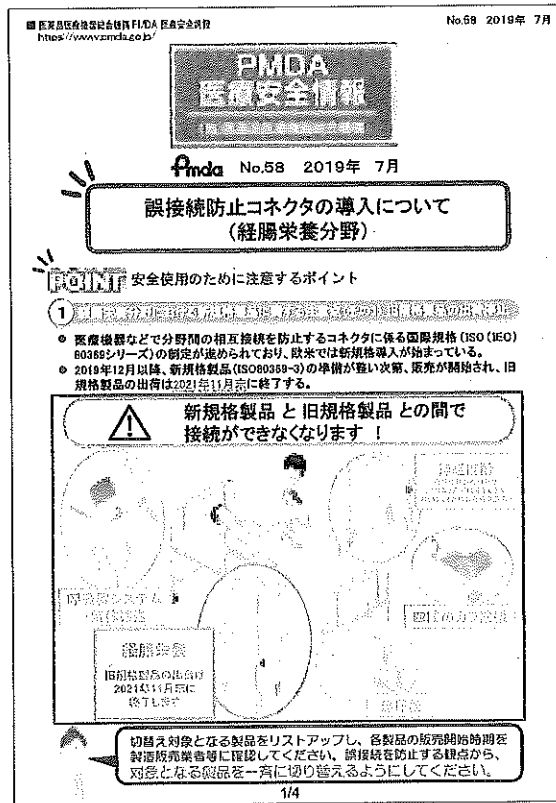 医薬品医療機器総合機構 PMDA 医療安全情報
https://www.pmda.go.jp/
No.58 2019年 7月
PMDA
医療安全情報
Pmda No.58 2019年 7月
誤接続防止コネクタの導入について
(経腸栄養分野)
POINT 安全使用のために注意するポイント
1
● 医療機器などで分野間の相互接続を防止するコネクタに係る国際規格(ISO(IEC)
80369シリーズ)の制定が進められており、欧米では新規格導入が始まっている。
● 2019年12月以降、新規格製品(ISO80369-3)の準備が整い次第、販売が開始され、旧
規格製品の出荷は2021年11月末に終了する。
新規格製品 と 旧規格製品 との間で
接続ができなくなります !
呼吸器システム
経腸栄養
旧規格製品の出荷は
2021年11月末に
終了します
切替え対象となる製品をリストアップし、各製品の販売開始時期を
製造販売業者等に確認してください。誤接続を防止する観点から、
対象となる製品を一斉に切り替えるようにしてください。
1/4